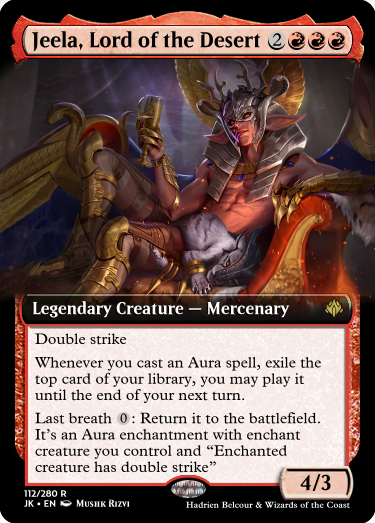 Jeela, Lord of the Desert 2
Legendary Creature — Mercenary
Double strike
Whenever you cast an Aura spell, exile the
top card of your library, you may play it
until the end of your next turn.
Last breath 0: Return it to the battlefield.
It's an Aura enchantment with enchant
creature you control and “Enchanted
creature has double strike”
4/3
112/280 R
JK • EN Mushk Rizvi
Hadrien Belcour & Wizards of the Coast